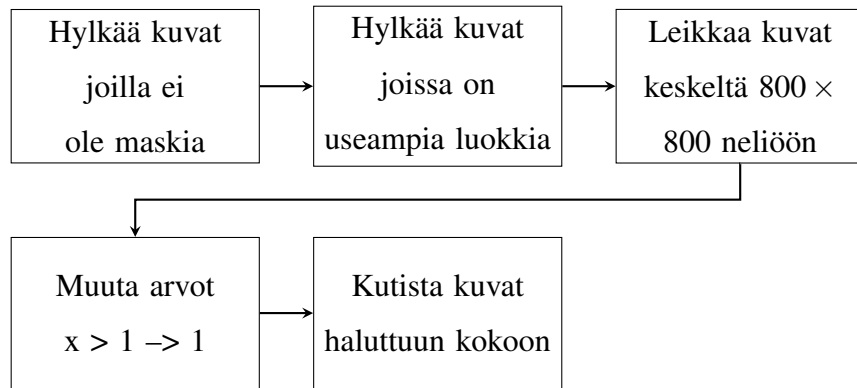 Hylkää kuvat
joilla ei
ole maskia
Hylkää kuvat
joissa on
useampia luokkia
Leikkaa kuvat
keskeltä 800 ×
800 neliöön
Muuta arvot
x > 1 –> 1
Kutista kuvat
haluttuun kokoon